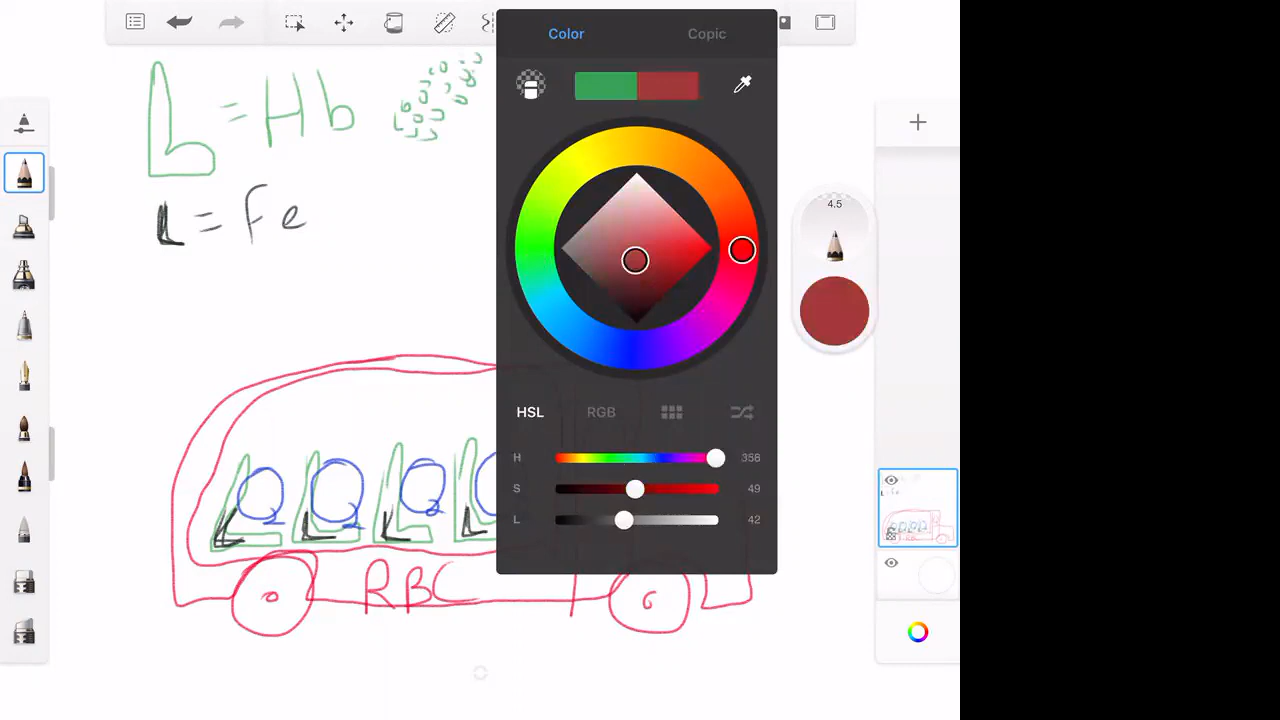 Color Copic
= Hb
= Fe
4.5
HSL RGB
H 358
S 49
L 42
RBC